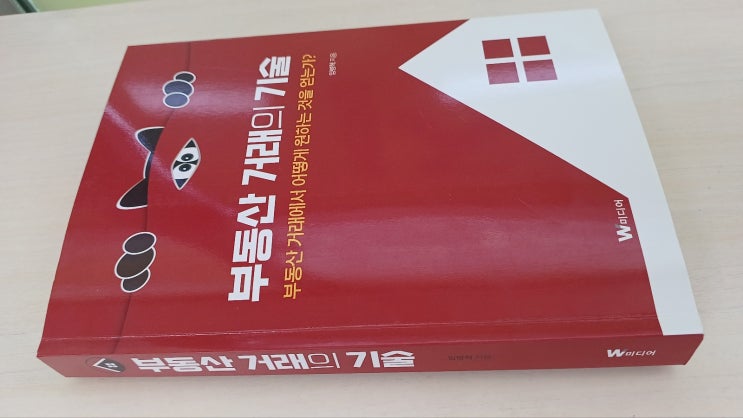 부동산 거래의 기술
부동산 거래에서 어떻게 원하는 것을 얻는가?
지음
W미디어
부동산 거래의 기술
W미디어